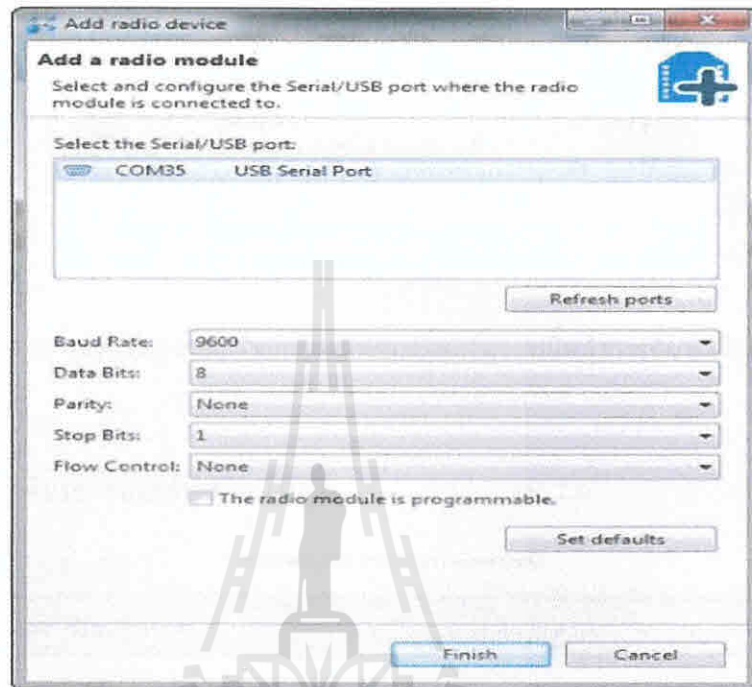 Add radio device
Add a radio module
Select and configure the Serial/USB port where the radio
module is connected to.
Select the Serial/USB port:
COM35 USB Serial Port
Refresh ports
Baud Rate: 9600
Data Bits: 8
Parity: None
Stop Bits: 1
Flow Control: None
The radio module is programmable.
Set defaults
Finish Cancel